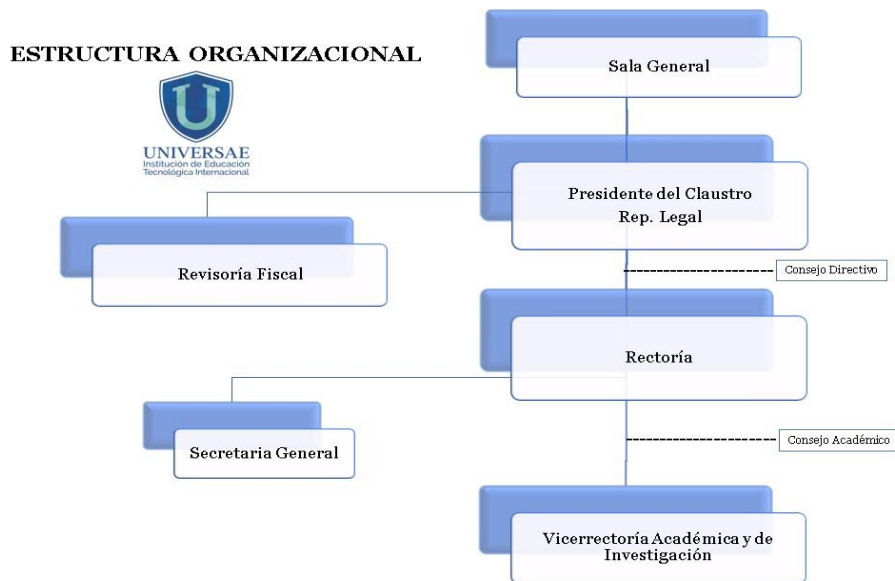 ESTRUCTURA ORGANIZACIONAL
UNIVERSAE
Institución de Educación
Tecnológica Internacional
Sala General
Presidente del Claustro
Rep. Legal
Revisoría Fiscal
Consejo Directivo
Rectoría
Secretaria General
Consejo Académico
Vicerrectoría Académica y de
Investigación